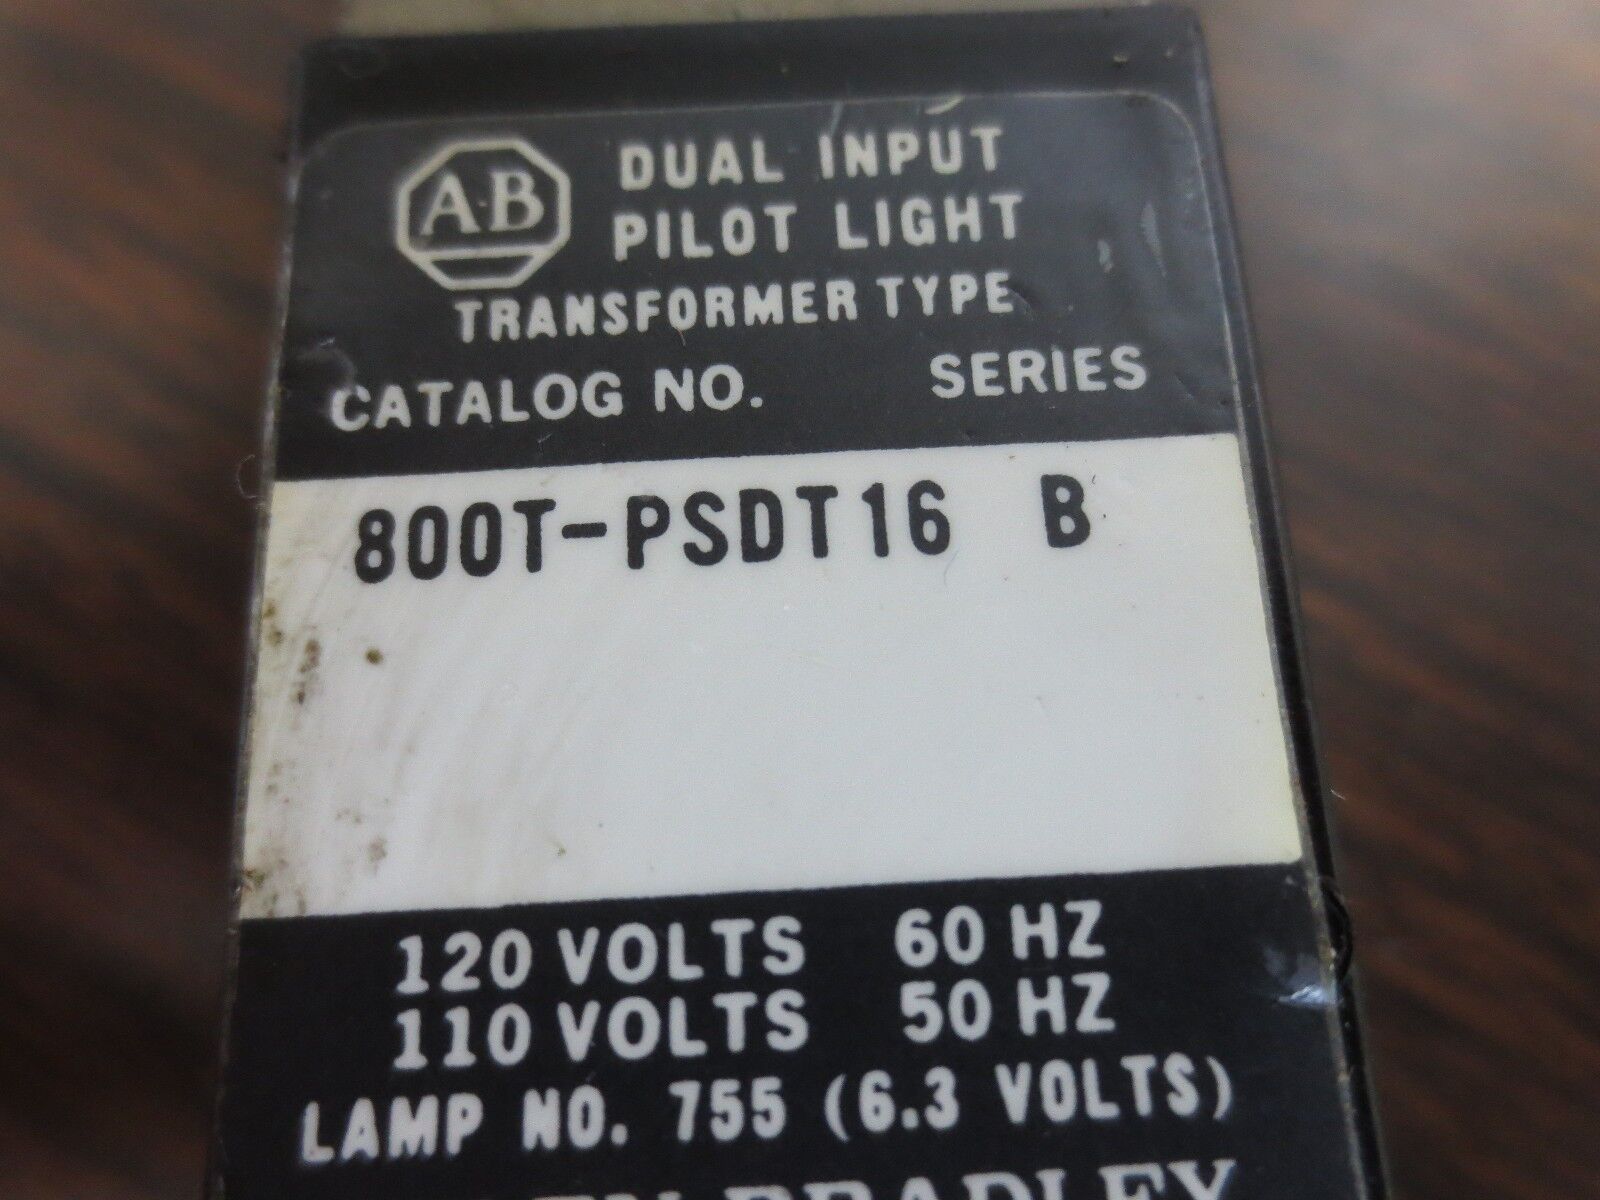 A·B
DUAL INPUT
PILOT LIGHT
TRANSFORMER TYPE
CATALOG NO. SERIES
800T-PSDT16 B
120 VOLTS 60 HZ
110 VOLTS 50 HZ
LAMP NO. 755 (6.3 VOLTS)
BRADLEY